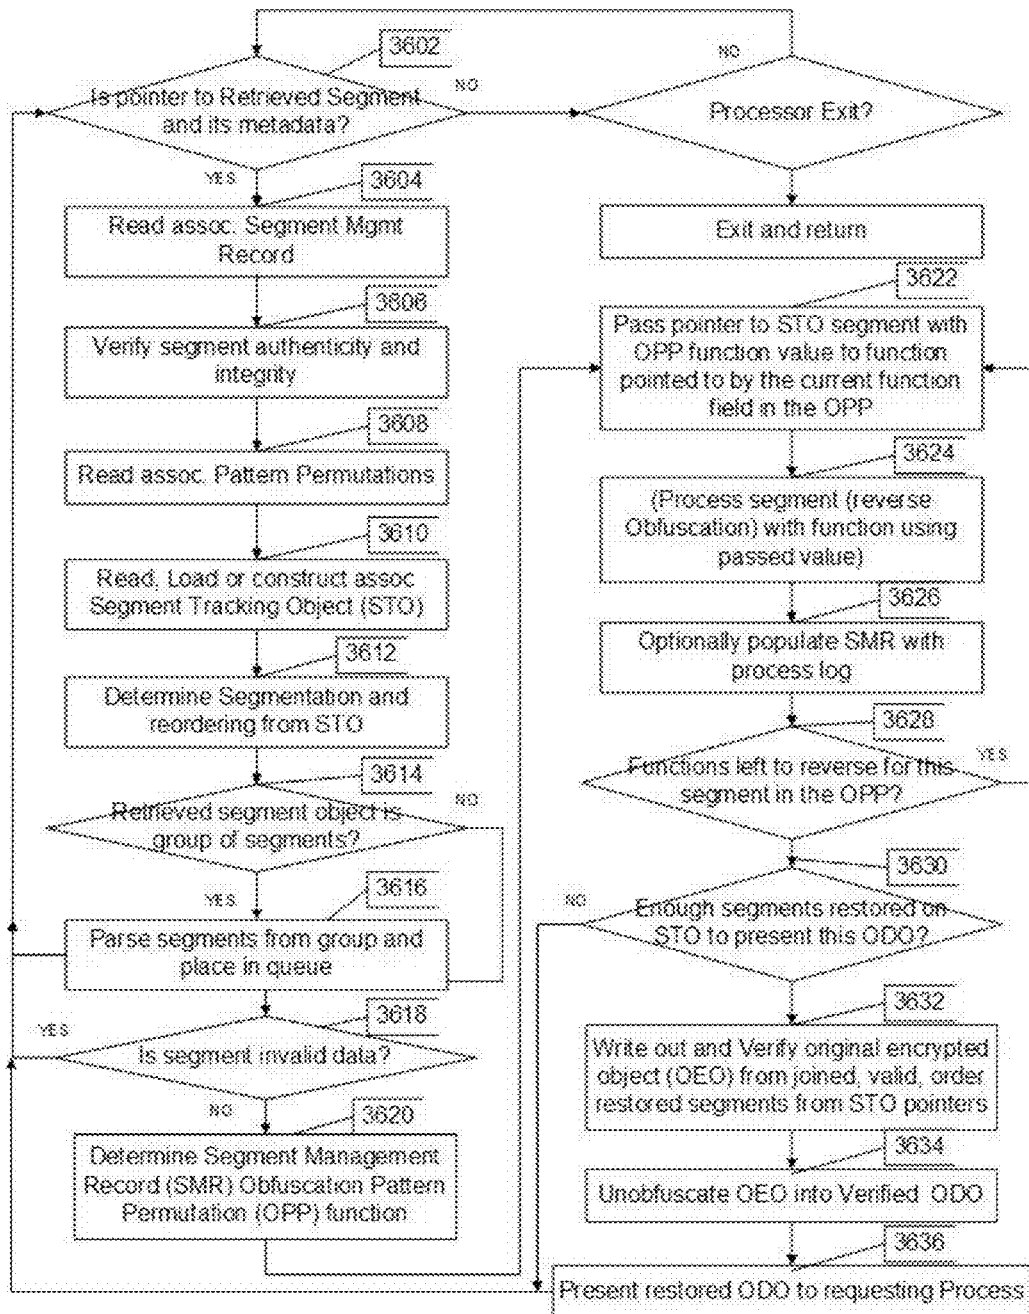 3602
NO
NO
Is pointer to Retrieved Segment
and its metadata?
Processor Exit?
YES
3604
Read assoc. Segment Mgmt
Record
Exit and return
3606
Verify segment authenticity and
integrity
3622
Pass pointer to STO segment with
OPP function value to function
pointed to by the current function
field in the OPP
3608
Read assoc. Pattern Permutations
3624
(Process segment (reverse
Obfuscation) with function using
passed value)
3610
Read, Load or construct assoc
Segment Tracking Object (STO)
3626
Optionally populate SMR with
process log
3612
Determine Segmentation and
reordering from STO
3628
Functions left to reverse for this
segment in the OPP?
YES
3614
Retrieved segment object is
group of segments?
NO
YES
3616
Parse segments from group and
place in queue
3630
NO
Enough segments restored on
STO to present this ODO?
3618
YES
Is segment invalid data?
NO
3632
Write out and Verify original encrypted
object (OEO) from joined, valid, order
restored segments from STO pointers
3620
Determine Segment Management
Record (SMR) Obfuscation Pattern
Permutation (OPP) function
3634
Unobfuscate OEO into Verified ODO
3636
Present restored ODO to requesting Process